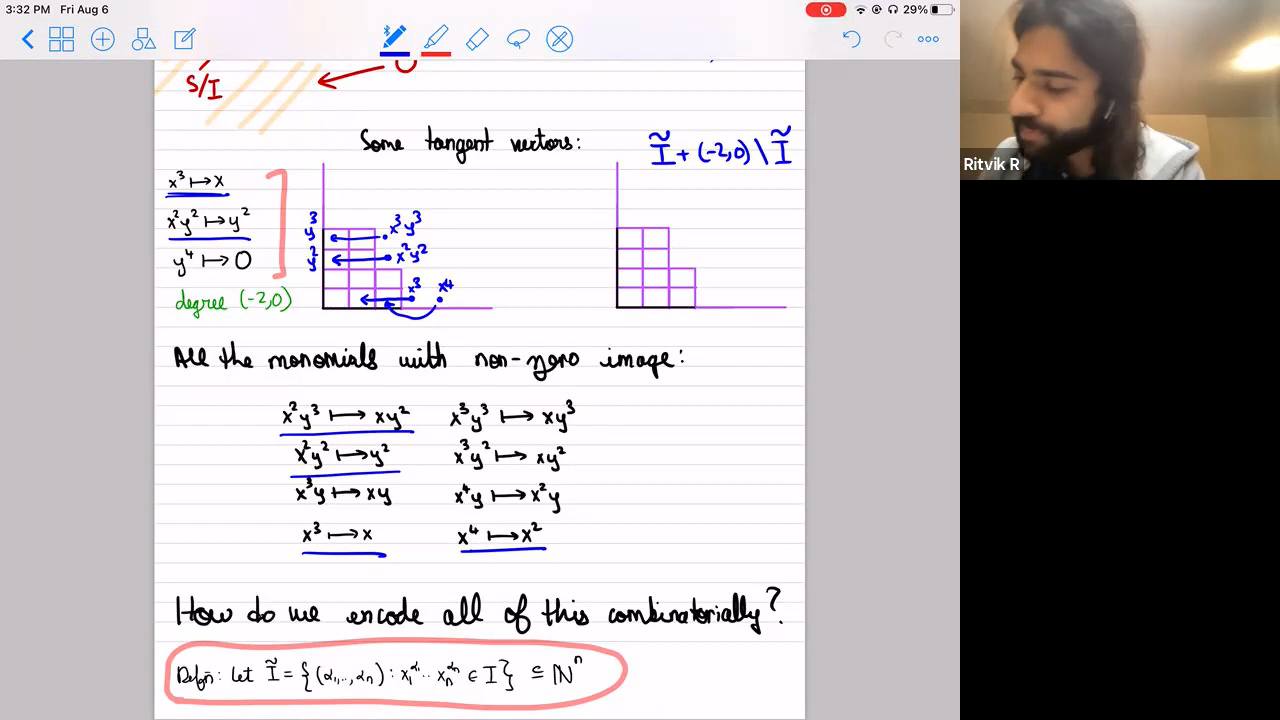 3:32 PM Fri Aug 6
29%
S/I
Some tangent vectors:
Ĩ + (-2,0) \ Ĩ
Ritvik R
x³ ↦ x
x²y² ↦ y²
y⁴ ↦ 0
degree (-2,0)
y³
x³y³
y²
x²y²
x³
x⁴
All the monomials with non-zero image:
x²y³ ↦ xy²
x³y³ ↦ xy³
x²y² ↦ y²
x³y² ↦ xy²
x³y ↦ xy
x⁴y ↦ x²y
x³ ↦ x
x⁴ ↦ x²
How do we encode all of this combinatorially?
Defn: Let Ĩ = {(α₁,..,αₙ) : x₁^α₁ ... xₙ^αₙ ∈ I} ⊆ ℕⁿ